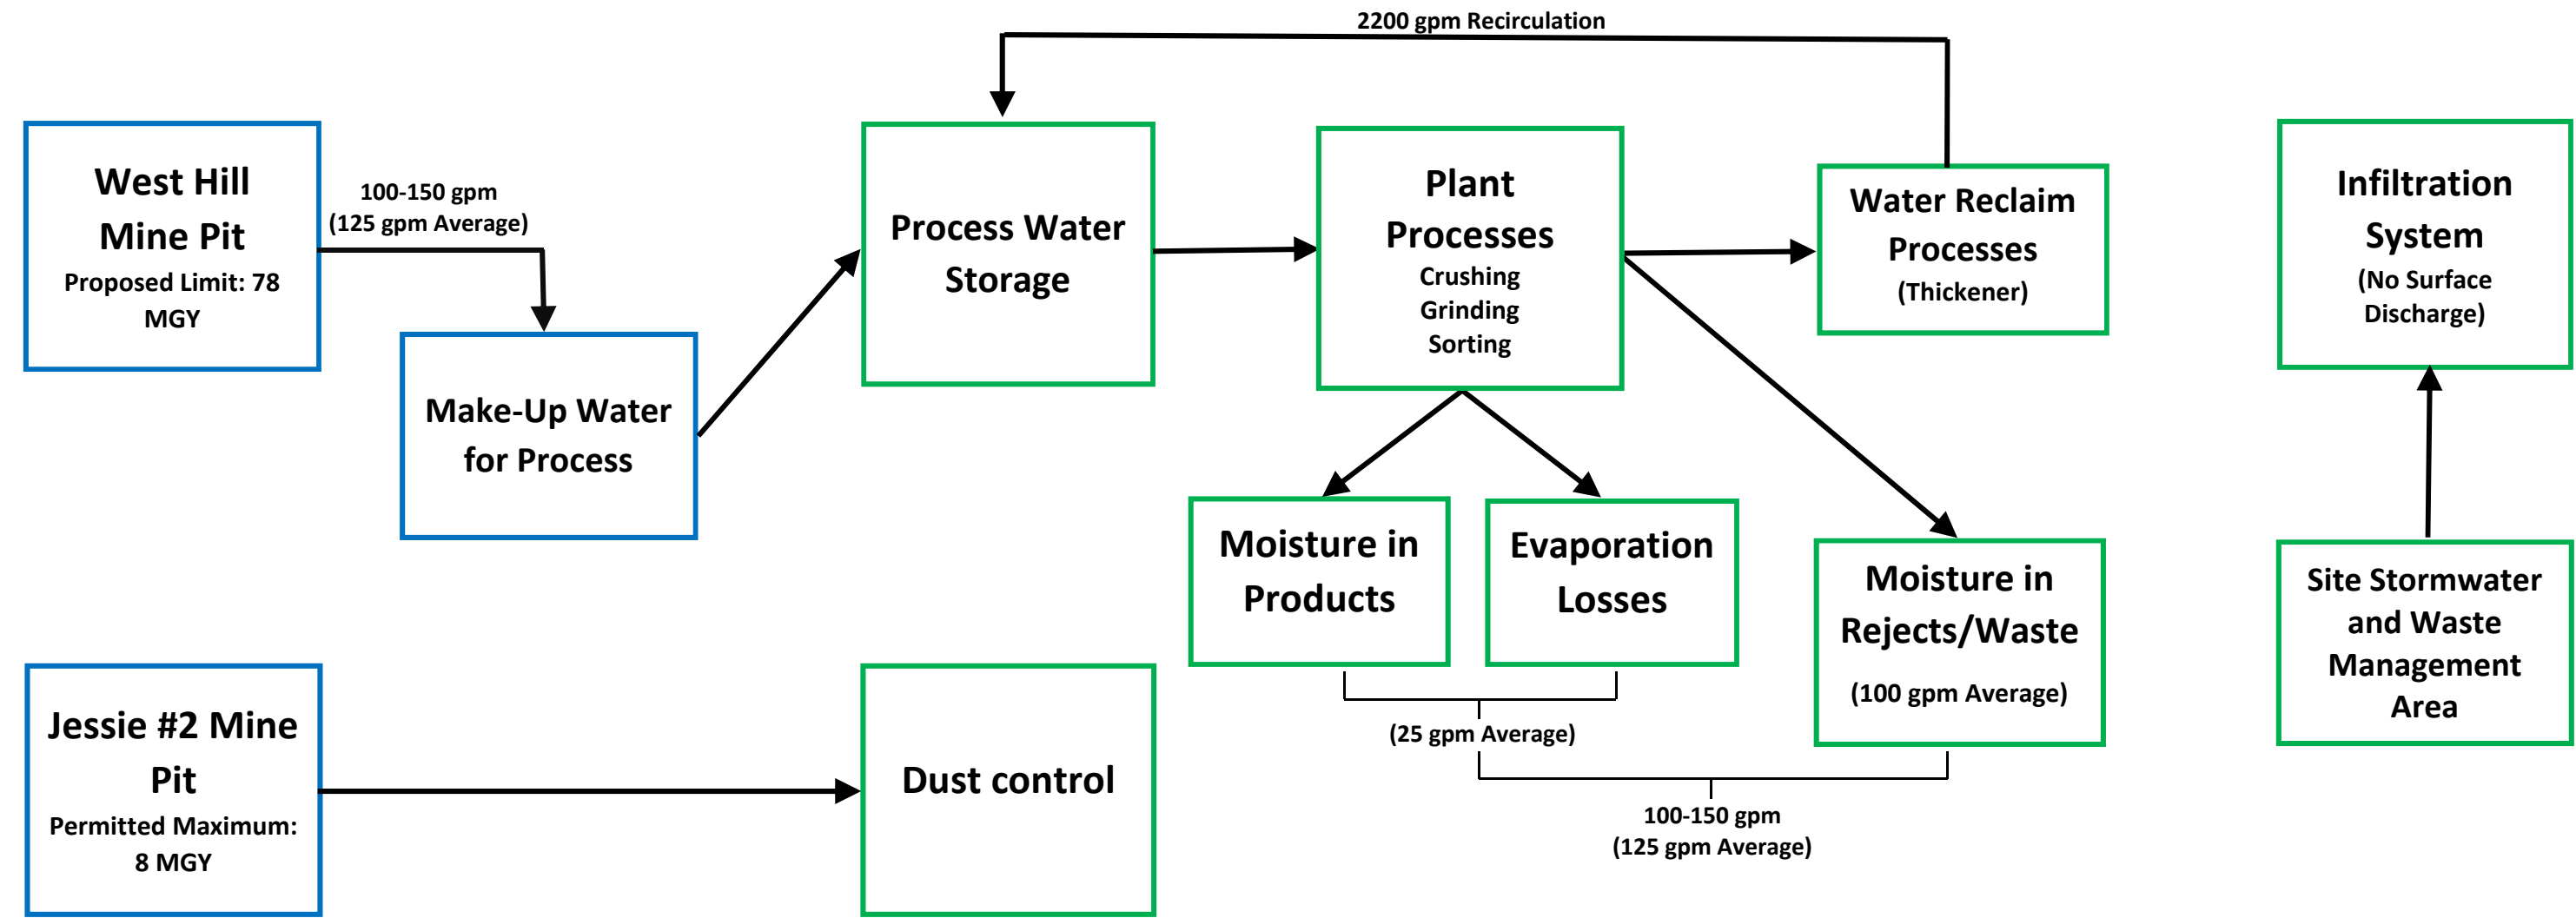 2200 gpm Recirculation
West Hill
Mine Pit
Proposed Limit: 78
MGY
100-150 gpm
(125 gpm Average)
Make-Up Water
for Process
Process Water
Storage
Plant
Processes
Crushing
Grinding
Sorting
Water Reclaim
Processes
(Thickener)
Infiltration
System
(No Surface
Discharge)
Moisture in
Products
Evaporation
Losses
Moisture in
Rejects/Waste
(100 gpm Average)
Site Stormwater
and Waste
Management
Area
(25 gpm Average)
100-150 gpm
(125 gpm Average)
Jessie #2 Mine
Pit
Permitted Maximum:
8 MGY
Dust control